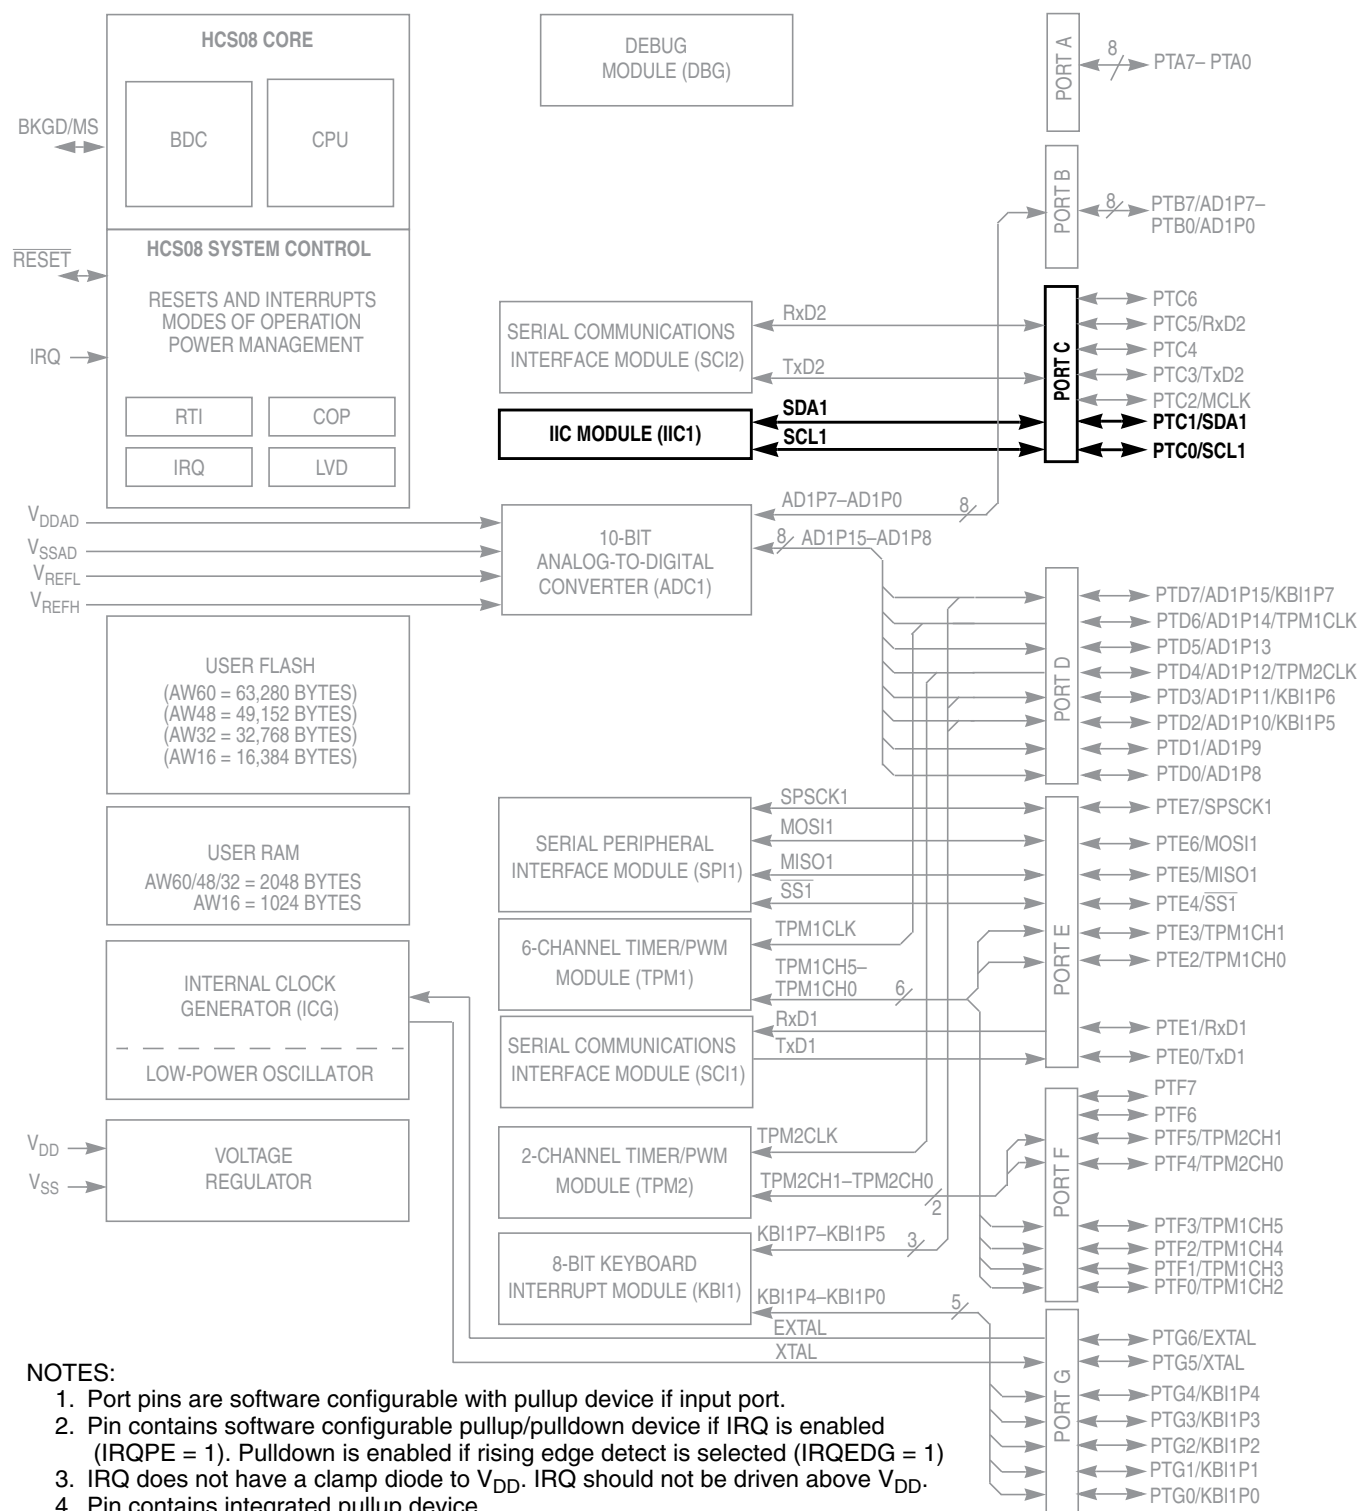 HCS08 CORE
BDC
CPU
BKGD/MS
HCS08 SYSTEM CONTROL
RESET
RESETS AND INTERRUPTS
MODES OF OPERATION
POWER MANAGEMENT
IRQ
RTI
COP
IRQ
LVD
VDDAD
VSSAD
VREFL
VREFH
USER FLASH
(AW60 = 63,280 BYTES)
(AW48 = 49,152 BYTES)
(AW32 = 32,768 BYTES)
(AW16 = 16,384 BYTES)
USER RAM
AW60/48/32 = 2048 BYTES
AW16 = 1024 BYTES
INTERNAL CLOCK
GENERATOR (ICG)
LOW-POWER OSCILLATOR
VDD
VSS
VOLTAGE
REGULATOR
DEBUG
MODULE (DBG)
SERIAL COMMUNICATIONS
INTERFACE MODULE (SCI2)
RxD2
TxD2
IIC MODULE (IIC1)
SDA1
SCL1
10-BIT
ANALOG-TO-DIGITAL
CONVERTER (ADC1)
AD1P7–AD1P0
8
8
AD1P15–AD1P8
SERIAL PERIPHERAL
INTERFACE MODULE (SPI1)
SPSCK1
MOSI1
MISO1
SS1
6-CHANNEL TIMER/PWM
MODULE (TPM1)
TPM1CLK
TPM1CH5–
TPM1CH0
6
SERIAL COMMUNICATIONS
INTERFACE MODULE (SCI1)
RxD1
TxD1
2-CHANNEL TIMER/PWM
MODULE (TPM2)
TPM2CLK
TPM2CH1–TPM2CH0
2
8-BIT KEYBOARD
INTERRUPT MODULE (KBI1)
KBI1P7–KBI1P5
3
KBI1P4–KBI1P0
5
EXTAL
XTAL
PORT A
8
PTA7– PTA0
PORT B
8
PTB7/AD1P7–
PTB0/AD1P0
PORT C
PTC6
PTC5/RxD2
PTC4
PTC3/TxD2
PTC2/MCLK
PTC1/SDA1
PTC0/SCL1
PORT D
PTD7/AD1P15/KBI1P7
PTD6/AD1P14/TPM1CLK
PTD5/AD1P13
PTD4/AD1P12/TPM2CLK
PTD3/AD1P11/KBI1P6
PTD2/AD1P10/KBI1P5
PTD1/AD1P9
PTD0/AD1P8
PORT E
PTE7/SPSCK1
PTE6/MOSI1
PTE5/MISO1
PTE4/SS1
PTE3/TPM1CH1
PTE2/TPM1CH0
PTE1/RxD1
PTE0/TxD1
PORT F
PTF7
PTF6
PTF5/TPM2CH1
PTF4/TPM2CH0
PTF3/TPM1CH5
PTF2/TPM1CH4
PTF1/TPM1CH3
PTF0/TPM1CH2
PORT G
PTG6/EXTAL
PTG5/XTAL
PTG4/KBI1P4
PTG3/KBI1P3
PTG2/KBI1P2
PTG1/KBI1P1
PTG0/KBI1P0
NOTES:
1. Port pins are software configurable with pullup device if input port.
2. Pin contains software configurable pullup/pulldown device if IRQ is enabled
(IRQPE = 1). Pulldown is enabled if rising edge detect is selected (IRQEDG = 1)
3. IRQ does not have a clamp diode to VDD. IRQ should not be driven above VDD.
4. Pin contains integrated pullup device.